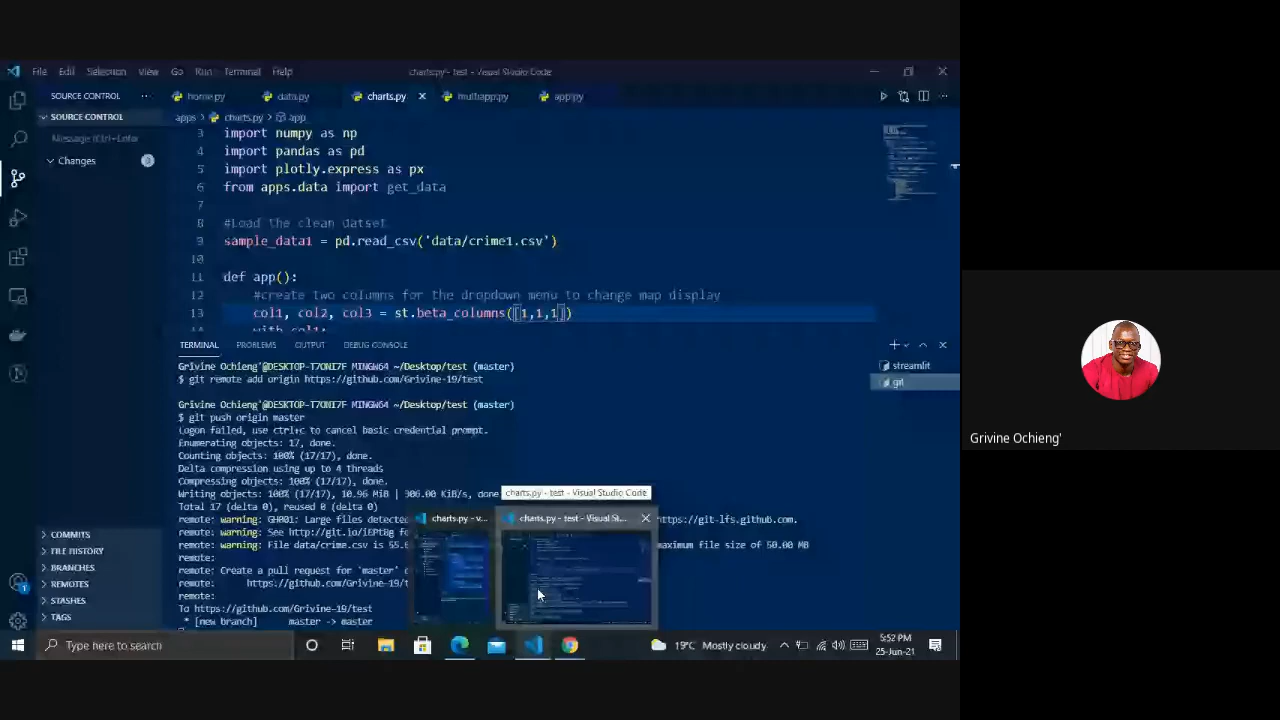 File Edit Selection View Go Run Terminal Help
charts.py - test - Visual Studio Code
SOURCE CONTROL
home.py data.py charts.py multiapp.py app.py
SOURCE CONTROL
apps > charts.py > app
Message (Ctrl+Enter
Changes
3 import numpy as np
4 import pandas as pd
5 import plotly.express as px
6 from apps.data import get_data
7
8 #Load the clean datset
9 sample_data1 = pd.read_csv('data/crime1.csv')
10
11 def app():
12 #create two columns for the dropdown menu to change map display
13 col1, col2, col3 = st.beta_columns([1,1,1])
14 with col1:
TERMINAL PROBLEMS OUTPUT DEBUG CONSOLE
streamlit
git
Grivine Ochieng'@DESKTOP-T7ONI7F MINGW64 ~/Desktop/test (master)
$ git remote add origin https://github.com/Grivine-19/test
Grivine Ochieng'@DESKTOP-T7ONI7F MINGW64 ~/Desktop/test (master)
$ git push origin master
Logon failed, use ctrl+c to cancel basic credential prompt.
Enumerating objects: 17, done.
Counting objects: 100% (17/17), done.
Delta compression using up to 4 threads
Compressing objects: 100% (17/17), done.
Writing objects: 100% (17/17), 10.96 MiB | 306.00 KiB/s, done
Total 17 (delta 0), reused 0 (delta 0)
remote: warning: GH001: Large files detected https://git-lfs.github.com.
remote: warning: See http://git.io/iEPt8g fo
remote: warning: File data/crime.csv is 55.6 maximum file size of 50.00 MB
remote:
remote: Create a pull request for 'master' o
remote: https://github.com/Grivine-19/t
remote:
To https://github.com/Grivine-19/test
* [new branch] master -> master
charts.py - test - Visual Studio Code
charts.py - v...
charts.py - test - Visual St...
COMMITS
FILE HISTORY
BRANCHES
REMOTES
STASHES
TAGS
1
Type here to search
19°C Mostly cloudy
5:52 PM
25-Jun-21
Grivine Ochieng'